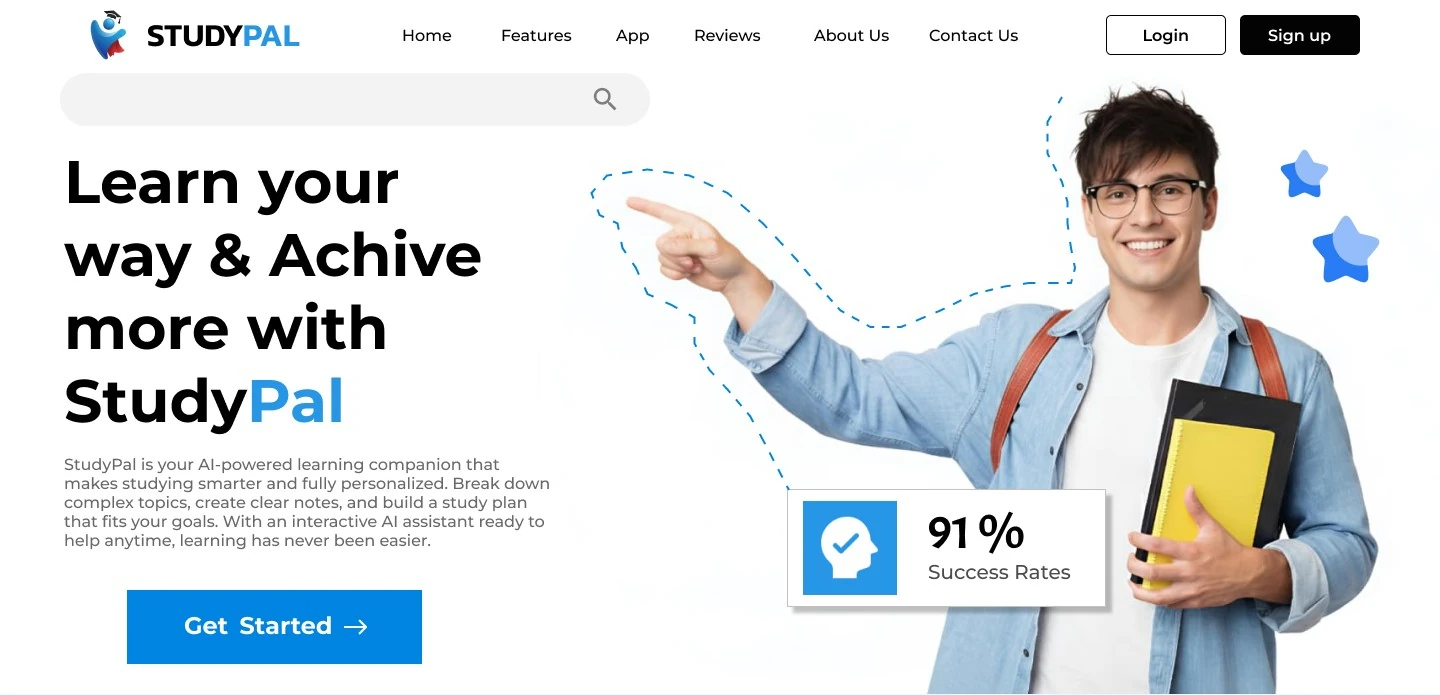 STUDYPAL
Home Features App Reviews About Us Contact Us Login Sign up
Learn your
way & Achive
more with
StudyPal
StudyPal is your AI-powered learning companion that
makes studying smarter and fully personalized. Break down
complex topics, create clear notes, and build a study plan
that fits your goals. With an interactive AI assistant ready to
help anytime, learning has never been easier.
91 %
Success Rates
Get Started →